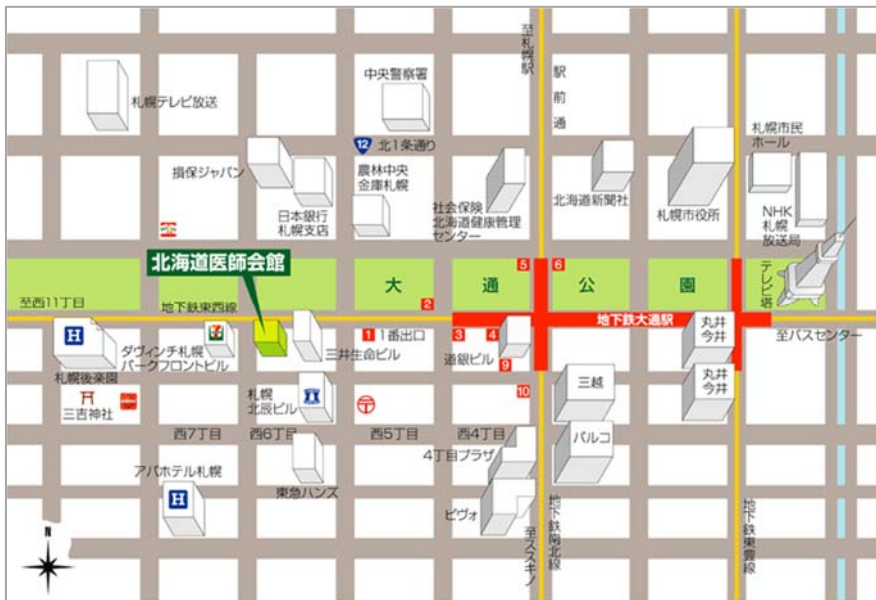 至札幌駅
駅前通
中央警察署
札幌テレビ放送
札幌市民
ホール
12
北1条通り
損保ジャパン
農林中央
金庫札幌
日本銀行
札幌支店
社会保険
北海道健康管理
センター
北海道新聞社
札幌市役所
NHK
札幌
放送局
北海道医師会館
大通公園
5
6
2
テレビ塔
至西11丁目
地下鉄東西線
地下鉄大通駅
1
1番出口
3
4
9
丸井
今井
至バスセンター
H
7
ダヴィンチ札幌
パークフロントビル
三井生命ビル
道銀ビル
札幌後楽園
三吉神社
札幌
北辰ビル
〒
10
三越
丸井
今井
西7丁目
西6丁目
西5丁目
西4丁目
4丁目プラザ
パルコ
アパホテル札幌
H
東急ハンズ
ピヴォ
至ススキノ
地下鉄南北線
地下鉄東豊線
N